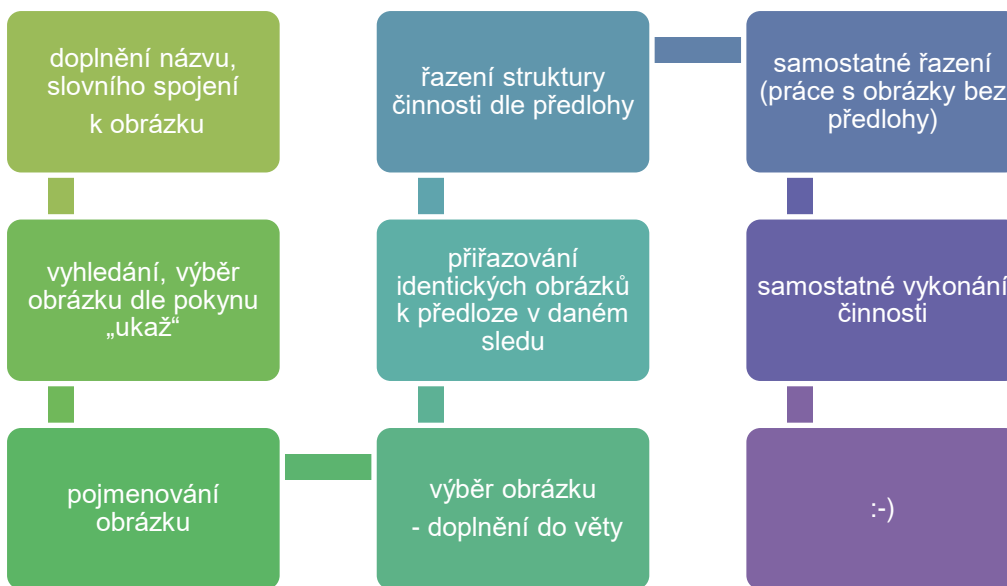 doplnění názvu,
slovního spojení
k obrázku
vyhledání, výběr
obrázku dle pokynu
„ukaž“
pojmenování
obrázku
výběr obrázku
- doplnění do věty
přiřazování
identických obrázků
k předloze v daném
sledu
řazení struktury
činnosti dle předlohy
samostatné řazení
(práce s obrázky bez
předlohy)
samostatné vykonání
činnosti
:-)